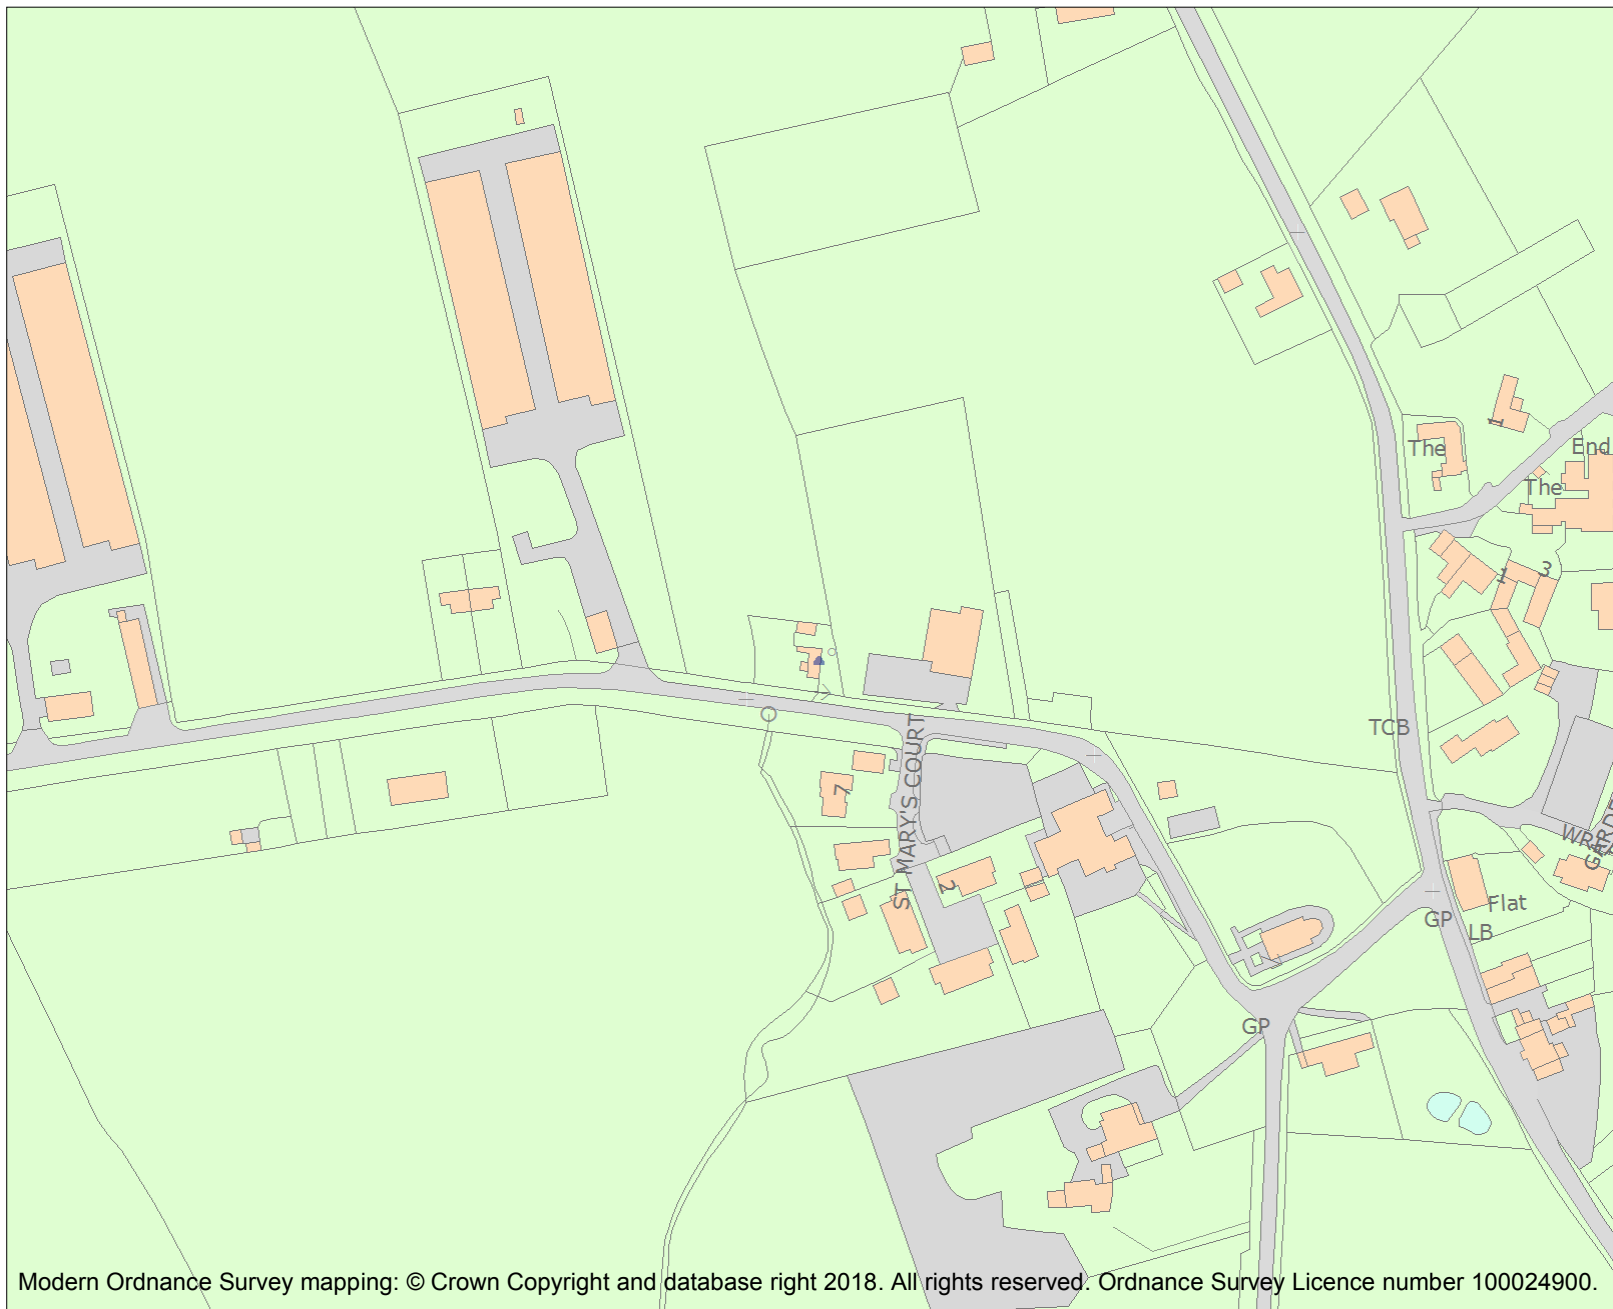 The
1
End
The
1
3
TCB
ST MARY'S COURT
7
2
Flat
GP
LB
GP
Modern Ordnance Survey mapping: © Crown Copyright and database right 2018. All rights reserved. Ordnance Survey Licence number 100024900.